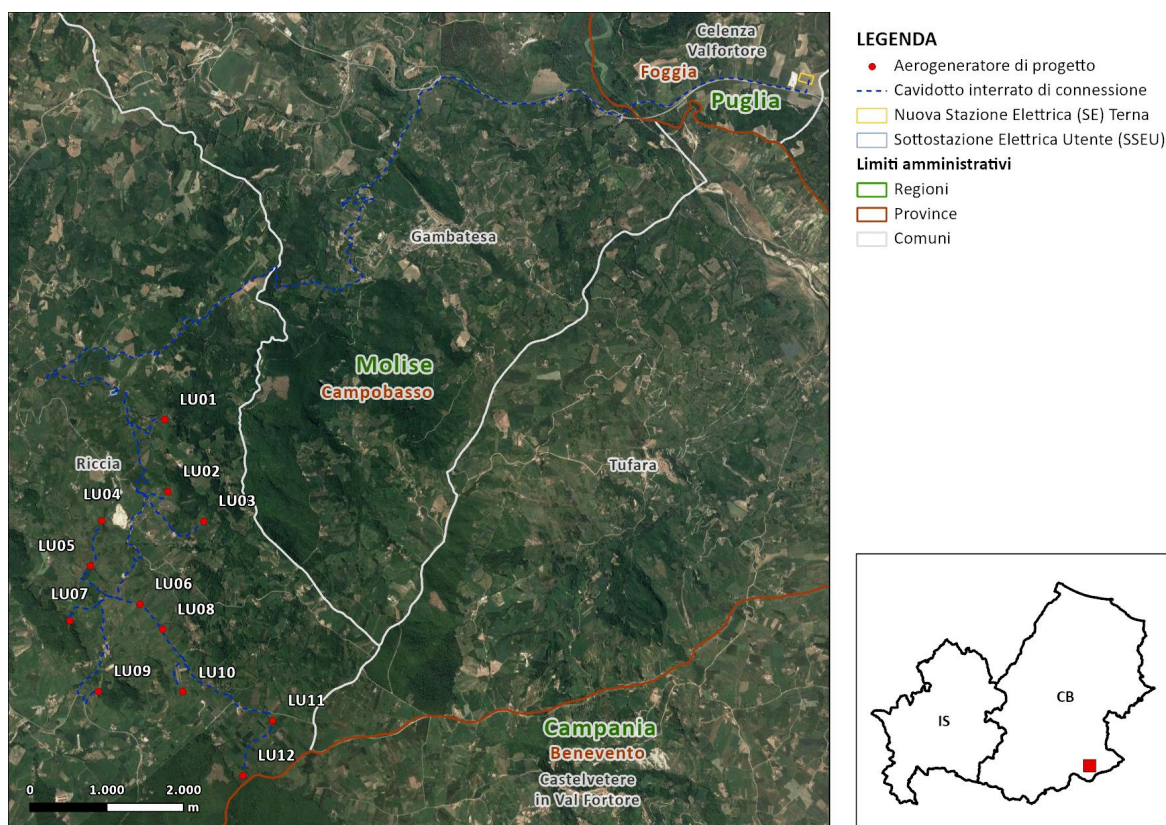 Celenza
Valfortore
Foggia
Puglia
Gambatesa
Molise
Campobasso
LU01
Riccia
LU02
LU04
LU03
Tufara
LU05
LU06
LU07
LU08
LU09
LU10
LU11
Campania
Benevento
LU12
Castelvetere
in Val Fortore
0 1.000 2.000
m
LEGENDA
Aerogeneratore di progetto
Cavidotto interrato di connessione
Nuova Stazione Elettrica (SE) Terna
Sottostazione Elettrica Utente (SSEU)
Limiti amministrativi
Regioni
Province
Comuni
CB
IS